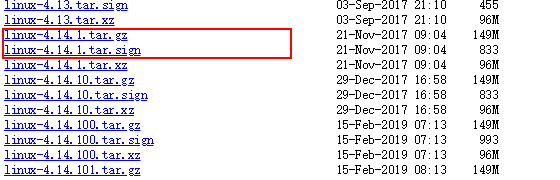 linux-4.13.tar.sign 03-Sep-2017 21:10 455
linux-4.13.tar.xz 03-Sep-2017 21:10 96M
linux-4.14.1.tar.gz 21-Nov-2017 09:04 149M
linux-4.14.1.tar.sign 21-Nov-2017 09:04 833
linux-4.14.1.tar.xz 21-Nov-2017 09:04 96M
linux-4.14.10.tar.gz 29-Dec-2017 16:58 149M
linux-4.14.10.tar.sign 29-Dec-2017 16:58 833
linux-4.14.10.tar.xz 29-Dec-2017 16:58 96M
linux-4.14.100.tar.gz 15-Feb-2019 07:13 149M
linux-4.14.100.tar.sign 15-Feb-2019 07:13 993
linux-4.14.100.tar.xz 15-Feb-2019 07:13 96M
linux-4.14.101.tar.gz 15-Feb-2019 08:13 149M